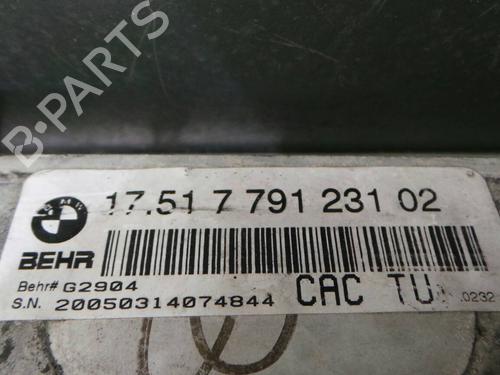 B-PARTS
BMW
17.51 7 791 231 02
BEHR
Behr# G2904
S.N. 20050314074844
CAC TU
.0232